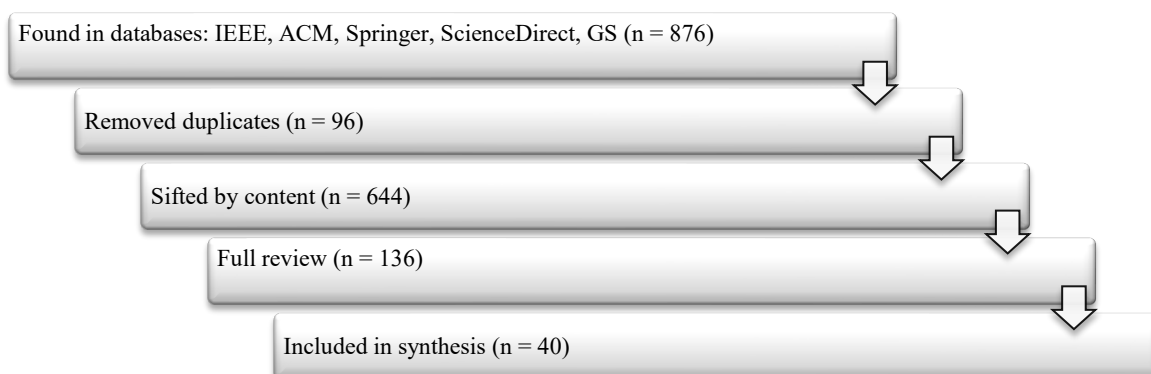 Found in databases: IEEE, ACM, Springer, ScienceDirect, GS (n = 876)
Removed duplicates (n = 96)
Sifted by content (n = 644)
Full review (n = 136)
Included in synthesis (n = 40)